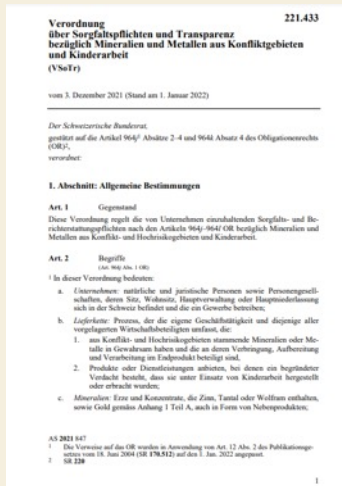 221.433
Verordnung
über Sorgfaltspflichten und Transparenz
bezüglich Mineralien und Metallen aus Konfliktgebieten
und Kinderarbeit
(VSoTr)
vom 3. Dezember 2021 (Stand am 1. Januar 2022)
Der Schweizerische Bundesrat,
gestützt auf die Artikel 964j¹ Absätze 2–4 und 964k Absatz 4 des Obligationenrechts
(OR)²,
verordnet:
1. Abschnitt: Allgemeine Bestimmungen
Art. 1 Gegenstand
Diese Verordnung regelt die von Unternehmen einzuhaltenden Sorgfalts- und Be-
richterstattungspflichten nach den Artikeln 964j–964l OR bezüglich Mineralien und
Metallen aus Konflikt- und Hochrisikogebieten und Kinderarbeit.
Art. 2 Begriffe
(Art. 964j Abs. 1 OR)
¹ In dieser Verordnung bedeuten:
a. Unternehmen: natürliche und juristische Personen sowie Personengesell-
schaften, deren Sitz, Wohnsitz, Hauptverwaltung oder Hauptniederlassung
sich in der Schweiz befindet und die ein Gewerbe betreiben;
b. Lieferkette: Prozess, der die eigene Geschäftstätigkeit und diejenige aller
vorgelagerten Wirtschaftsbeteiligten umfasst, die:
1. aus Konflikt- und Hochrisikogebieten stammende Mineralien oder Me-
talle in Gewahrsam haben und die an deren Verbringung, Aufbereitung
und Verarbeitung im Endprodukt beteiligt sind,
2. Produkte oder Dienstleistungen anbieten, bei denen ein begründeter
Verdacht besteht, dass sie unter Einsatz von Kinderarbeit hergestellt
oder erbracht wurden;
c. Mineralien: Erze und Konzentrate, die Zinn, Tantal oder Wolfram enthalten,
sowie Gold gemäss Anhang 1 Teil A, auch in Form von Nebenprodukten;
AS 2021 847
1 Die Verweise auf das OR wurden in Anwendung von Art. 12 Abs. 2 des Publikationsge-
setzes vom 18. Juni 2004 (SR 170.512) auf den 1. Jan. 2022 angepasst.
2 SR 220
1